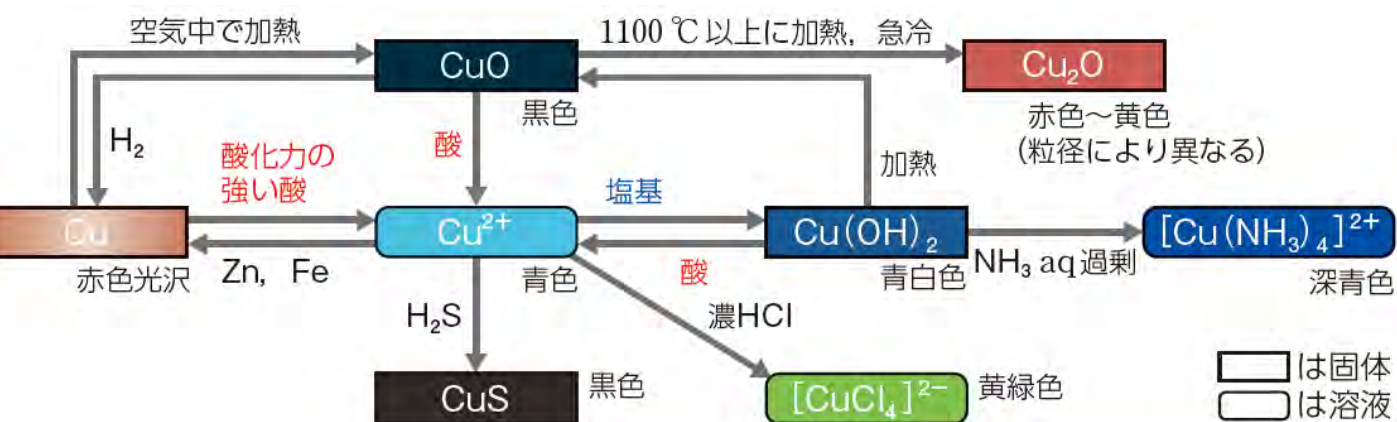 空気中で加熱
1100 ℃以上に加熱，急冷
CuO
Cu₂O
黒色
赤色～黄色
（粒径により異なる）
H₂
酸化力の
強い酸
酸
塩基
加熱
Cu
Cu²⁺
Cu(OH)₂
[Cu(NH₃)₄]²⁺
赤色光沢
Zn, Fe
青色
酸
青白色
NH₃ aq過剰
深青色
H₂S
濃HCl
CuS
黒色
[CuCl₄]²⁻
黄緑色
は固体
は溶液